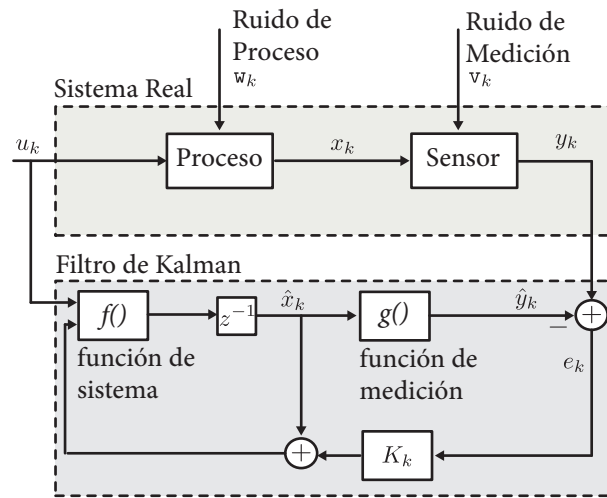 Ruido de
Proceso
w_k
Ruido de
Medición
v_k
Sistema Real
u_k
Proceso
x_k
Sensor
y_k
Filtro de Kalman
f()
z^{-1}
x̂_k
g()
ŷ_k
+
−
función de
sistema
función de
medición
e_k
+
K_k